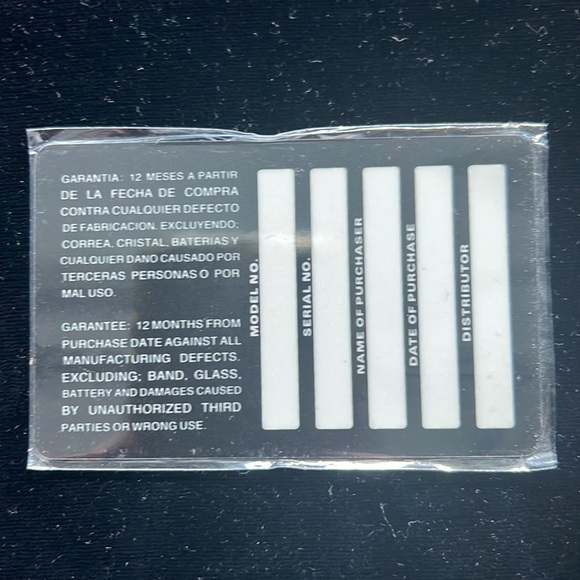 GARANTIA: 12 MESES A PARTIR
DE LA FECHA DE COMPRA
CONTRA CUALQUIER DEFECTO
DE FABRICACION. EXCLUYENDO;
CORREA, CRISTAL, BATERIAS Y
CUALQUIER DANO CAUSADO POR
TERCERAS PERSONAS O POR
MAL USO.
GUARANTEE: 12 MONTHS FROM
PURCHASE DATE AGAINST ALL
MANUFACTURING DEFECTS.
EXCLUDING; BAND, GLASS,
BATTERY AND DAMAGES CAUSED
BY UNAUTHORIZED THIRD
PARTIES OR WRONG USE.
MODEL NO.
SERIAL NO.
NAME OF PURCHASER
DATE OF PURCHASE
DISTRIBUTOR